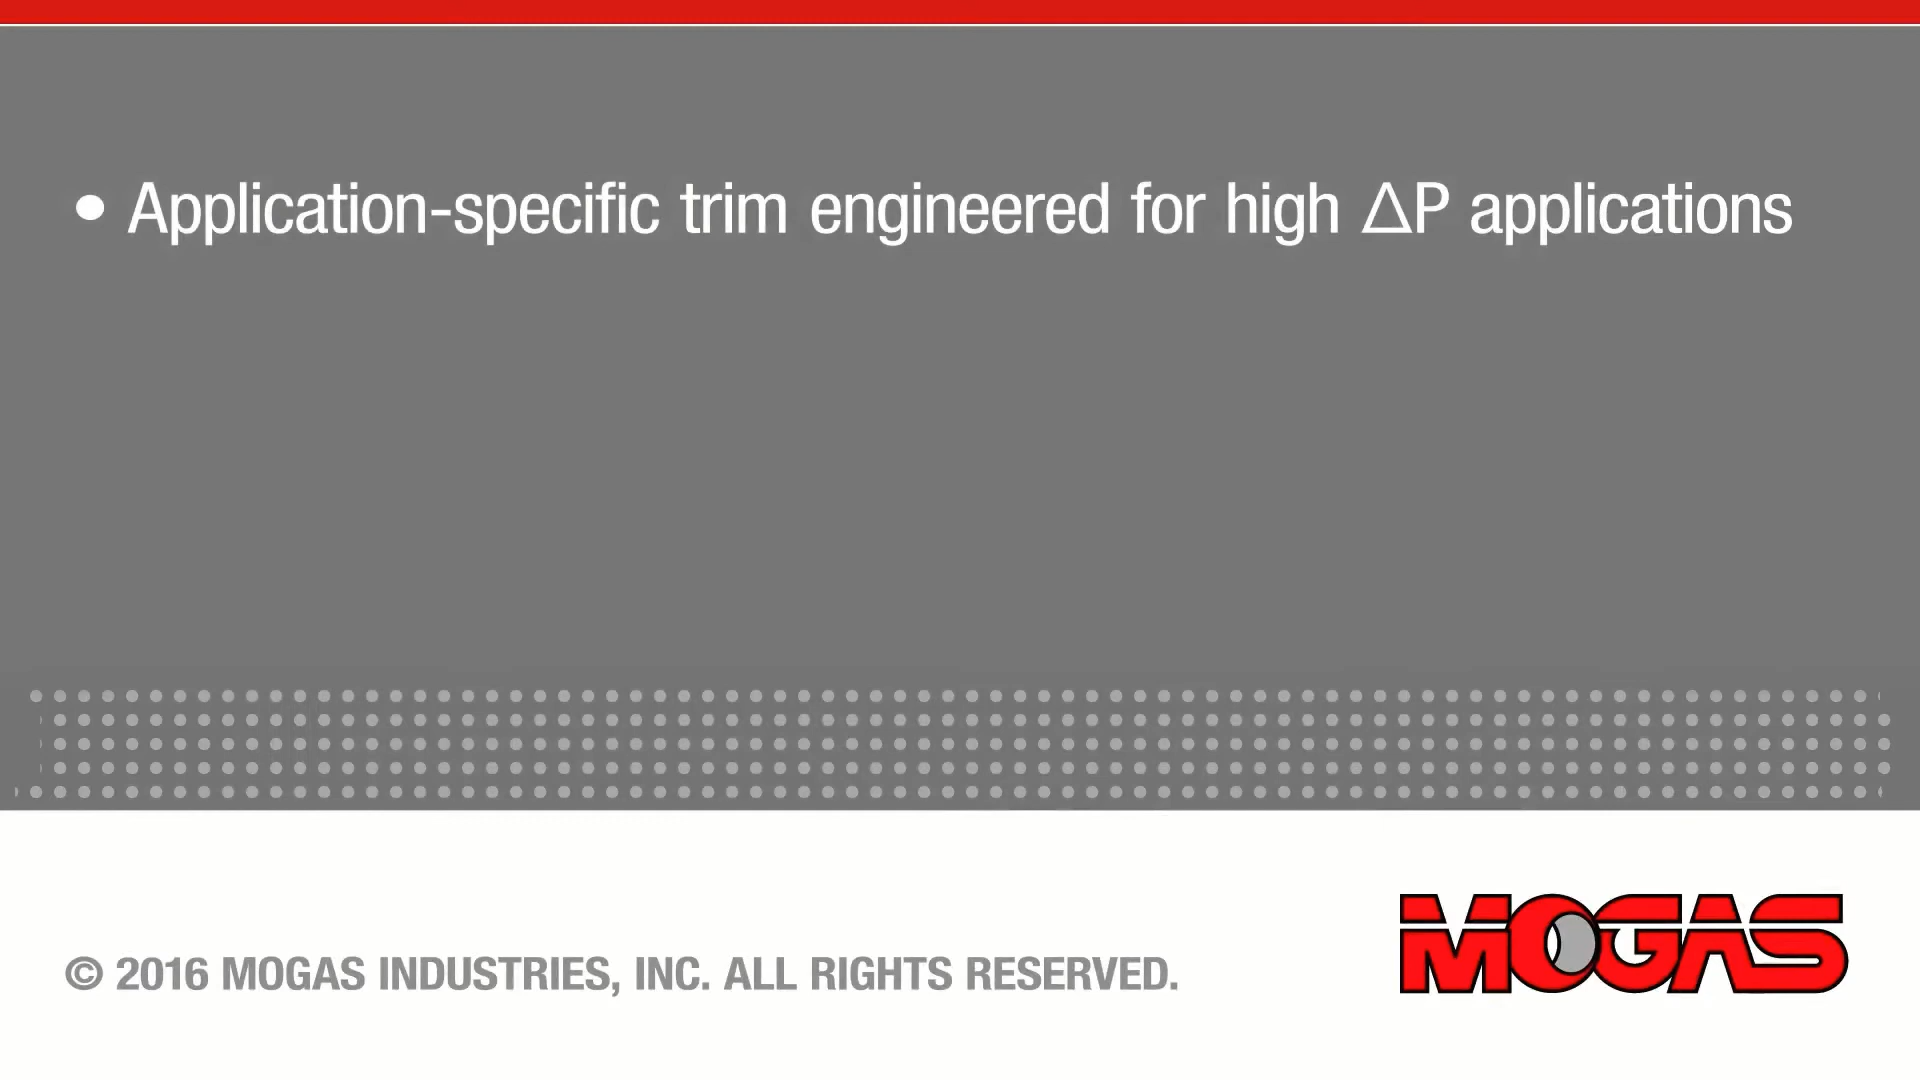 • Application-specific trim engineered for high ΔP applications
© 2016 MOGAS INDUSTRIES, INC. ALL RIGHTS RESERVED.
MOGAS